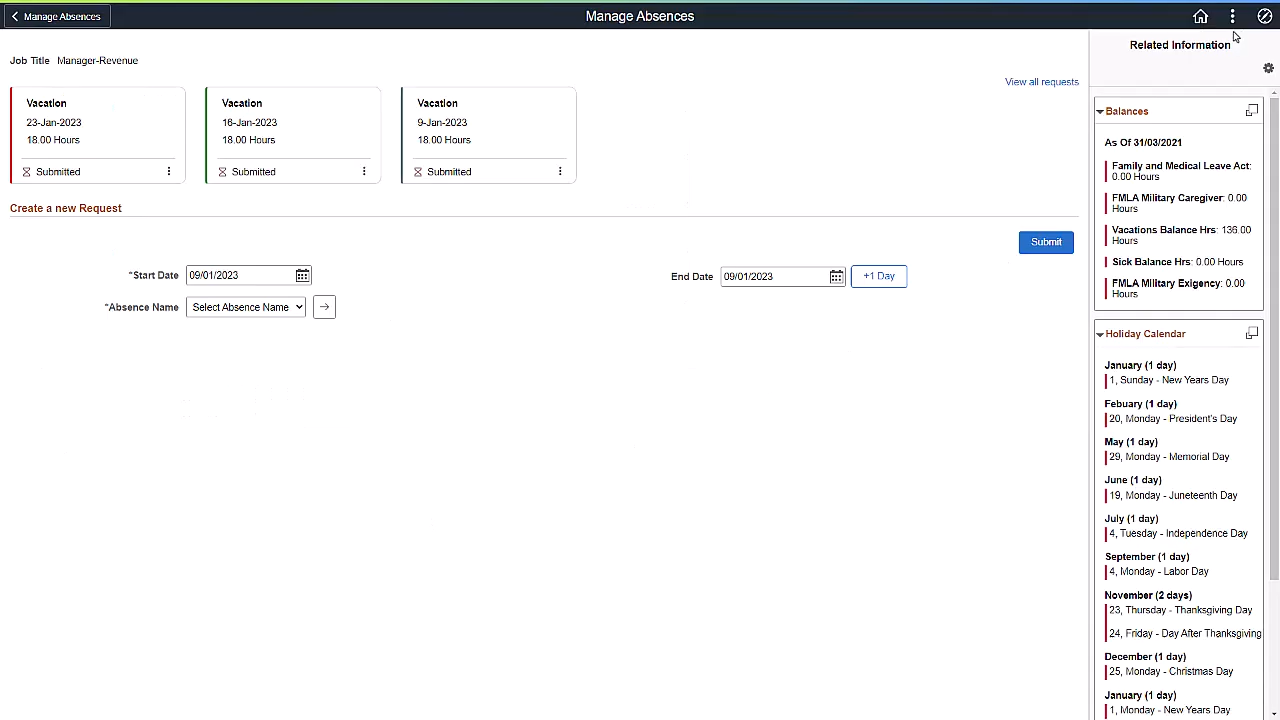 Manage Absences
Manage Absences
Job Title Manager-Revenue
View all requests
Vacation
23-Jan-2023
18.00 Hours
Submitted
Vacation
16-Jan-2023
18.00 Hours
Submitted
Vacation
9-Jan-2023
18.00 Hours
Submitted
Create a new Request
Submit
*Start Date 09/01/2023
End Date 09/01/2023 +1 Day
*Absence Name Select Absence Name
Related Information
Balances
As Of 31/03/2021
Family and Medical Leave Act:
0.00 Hours
FMLA Military Caregiver: 0.00
Hours
Vacations Balance Hrs: 136.00
Hours
Sick Balance Hrs: 0.00 Hours
FMLA Military Exigency: 0.00
Hours
Holiday Calendar
January (1 day)
1, Sunday - New Years Day
Febuary (1 day)
20, Monday - President's Day
May (1 day)
29, Monday - Memorial Day
June (1 day)
19, Monday - Juneteenth Day
July (1 day)
4, Tuesday - Independence Day
September (1 day)
4, Monday - Labor Day
November (2 days)
23, Thursday - Thanksgiving Day
24, Friday - Day After Thanksgiving
December (1 day)
25, Monday - Christmas Day
January (1 day)
1, Monday - New Years Day